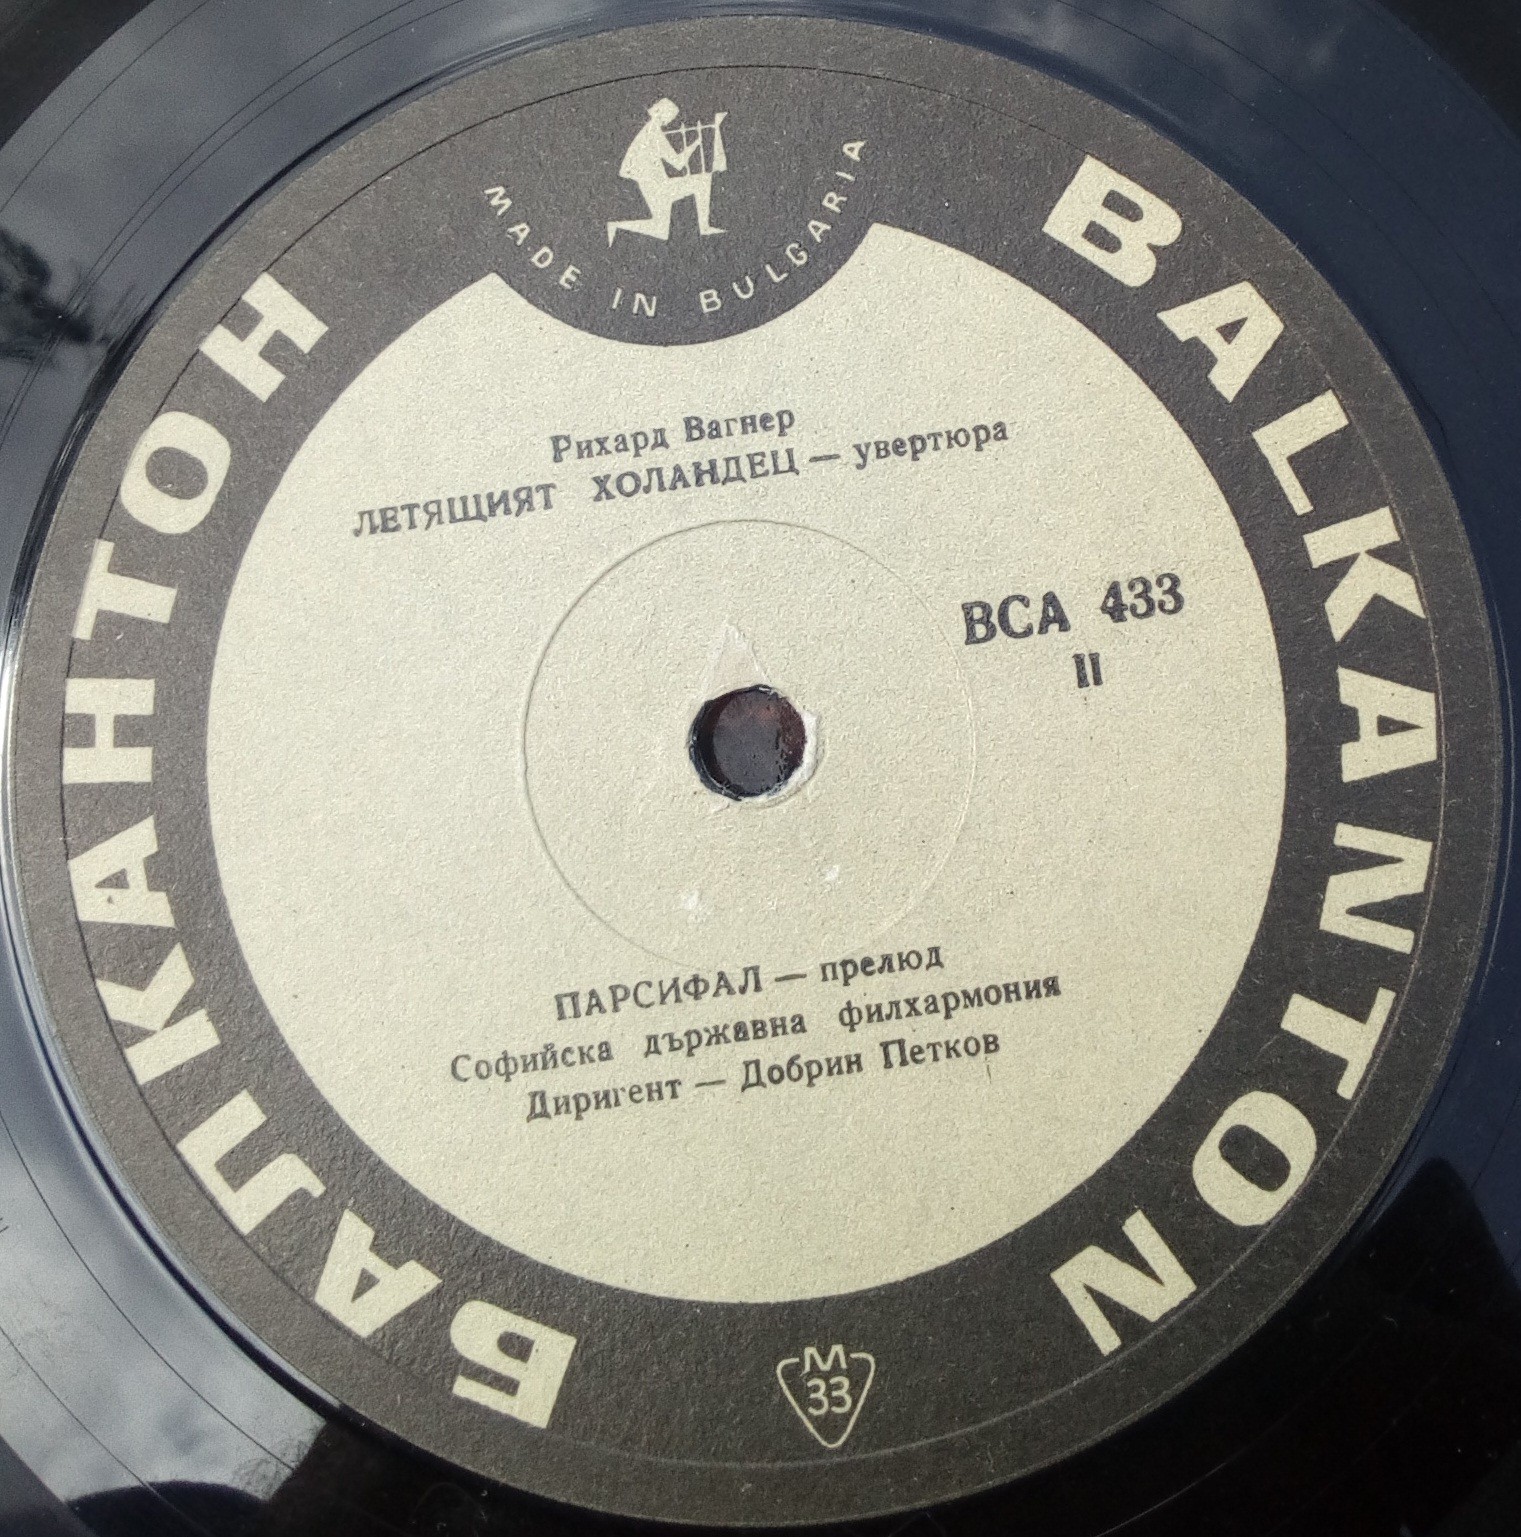 MADE IN BULGARIA
БАЛКАНТОН
BALKANTON
Рихард Вагнер
ЛЕТЯЩИЯТ ХОЛАНДЕЦ — увертюра
ВСА 433
II
ПАРСИФАЛ — прелюд
Софийска държавна филхармония
Диригент — Добрин Петков
М
33